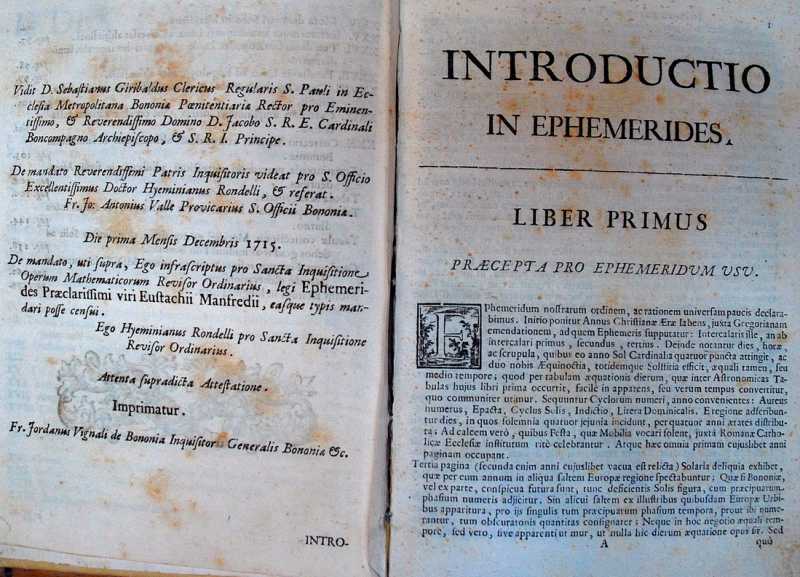 Vidit D. Sebastianus Giribaldus Clericus Regularis S. Pauli in Ec-
clesia Metropolitana Bononiæ Pœnitentiariæ Rector pro Eminen-
tissimo, & Reverendissimo Domino D. Jacobo S. R. E. Cardinali
Boncompagno Archiepiscopo, & S. R. I. Principe.
De mandato Reverendissimi Patris Inquisitoris videat pro S. Officio
Excellentissimus Doctor Hyeminianus Rondelli, & referat.
Fr. Jo: Antonius Valle Provicarius S. Officii Bononiæ.
Die prima Mensis Decembris 1715.
De mandato, uti supra, Ego infrascriptus pro Sancta Inquisitione
Operum Mathematicorum Revisor Ordinarius, legi Ephemeri-
des Præclarissimi viri Eustachii Manfredii, easque typis man-
dari posse censui.
Ego Hyeminianus Rondelli pro Sancta Inquisitione
Revisor Ordinarius.
Attenta supradicta Attestatione.
Imprimatur.
Fr. Jordanus Vignali de Bononia Inquisitor Generalis Bononiæ &c.
INTRO-
1
INTRODUCTIO
IN EPHEMERIDES.
LIBER PRIMUS
PRÆCEPTA PRO EPHEMERIDUM USU.
EPhemeridum nostrarum ordinem, ac rationem universam paucis declara-
bimus. Initio ponitur Annus Christianæ Eræ labens, juxta Gregorianam
emendationem, ad quem Ephemeris supputatur: Intercalaris ille, an ab
intercalari primus, secundus, tertius. Deinde notantur dies, horæ
ac scrupula, quibus eo anno Sol Cardinalia quatuor puncta attingit, ac
duo nobis Æquinoctia, totidemque Solstitia efficit, æquali tamen, seu
medio tempore; quod per tabulam æquationis dierum, quæ inter Astronomicas Ta-
bulas hujus libri prima occurrit, facile in apparens, seu verum tempus convertitur,
quo communiter utimur. Sequuntur Cyclorum numeri, anno convenientes: Aureus
numerus, Epacta, Cyclus Solis, Indictio, Litera Dominicalis. E regione adscribun-
tur dies, in quos solemnia quatuor jejunia incidunt, per quatuor anni ætates distribu-
ta: Ad calcem verò, quibus Festa, quæ Mobilia vocari solent, juxtà Romanæ Catho-
licæ Ecclesiæ institutum ritè celebrantur. Atque hæc omnia primam cujuslibet anni
paginam occupant.
Tertia pagina (secunda enim anni cujuslibet vacua est relicta) Solaria deliquia exhibet,
quæ per eum annum in aliqua saltem Europæ regione spectabuntur; Quæ si Bononiæ,
vel ex parte, conspicua futura sunt, tunc deficientis Solis figura, cum præcipuarum
phasium numeris adjicitur. Sin alicui saltem ex illustribus quibusdam Europæ Urbi-
bus apparitura, pro ijs singulis tum præcipuarum phasium tempora, prout ibi nume-
rantur, tum obscurationis quantitas consignatur: Neque in hoc negotio æquali tem-
pore, sed vero, sive apparenti utimur, ut nulla hic dierum æquatione opus sit. Sed
A
quò